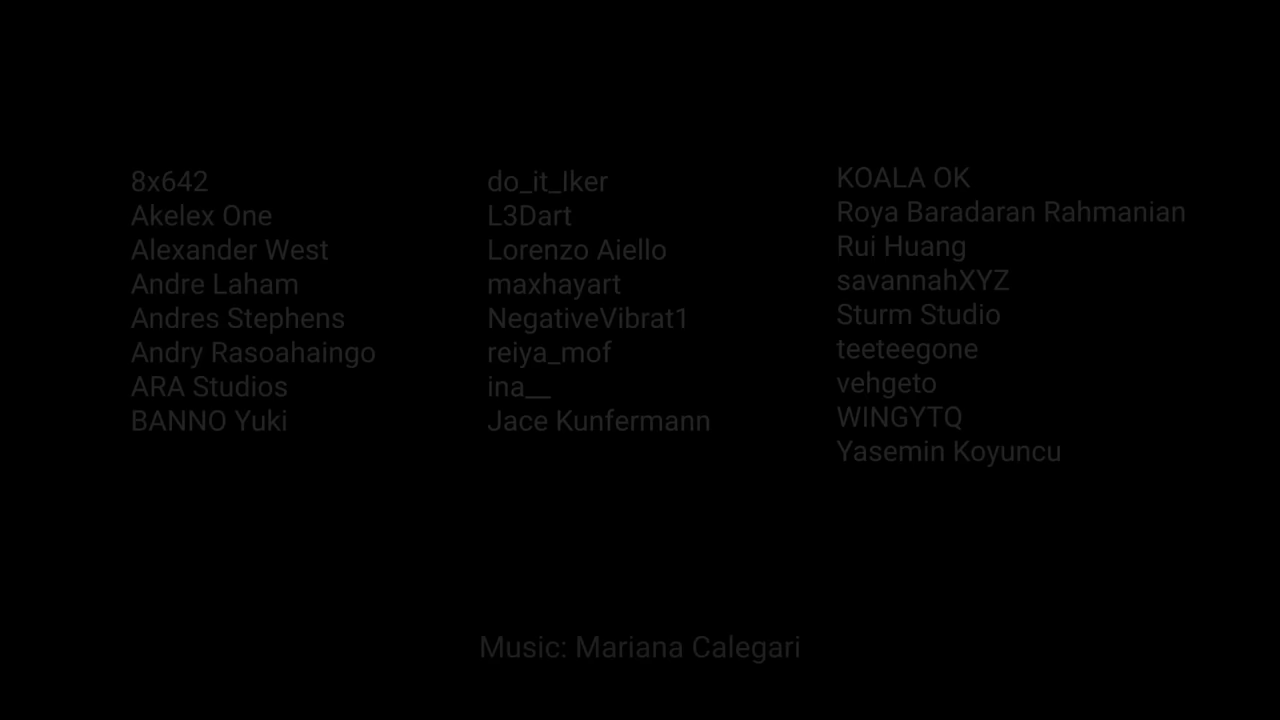 8x642
Akelex One
Alexander West
Andre Laham
Andres Stephens
Andry Rasoahaingo
ARA Studios
BANNO Yuki
do_it_Iker
L3Dart
Lorenzo Aiello
maxhayart
NegativeVibrat1
reiya_mof
ina__
Jace Kunfermann
KOALA OK
Roya Baradaran Rahmanian
Rui Huang
savannahXYZ
Sturm Studio
teeteegone
vehgeto
WINGYTQ
Yasemin Koyuncu
Music: Mariana Calegari